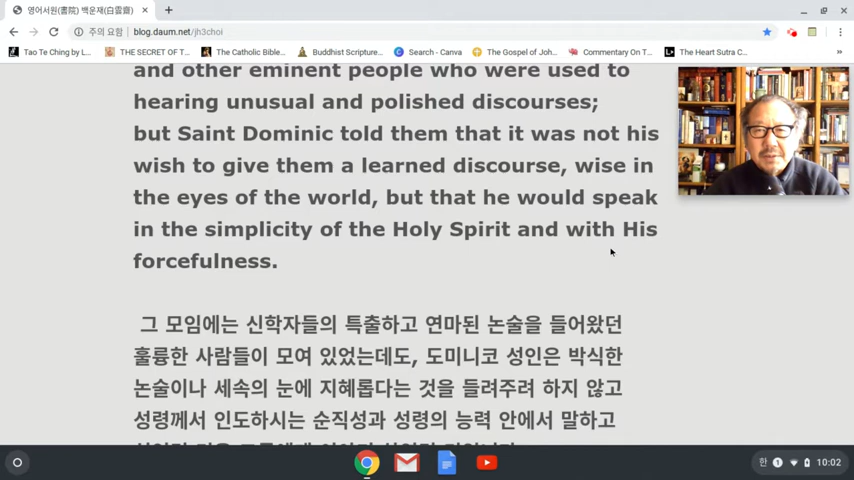 영어서원(書院) 백운재(白雲齋)
주의 요함
blog.daum.net/jh3choi
Tao Te Ching by L...
THE SECRET OF T...
The Catholic Bible...
Buddhist Scripture...
Search - Canva
The Gospel of Joh...
Commentary On T...
The Heart Sutra C...
and other eminent people who were used to
hearing unusual and polished discourses;
but Saint Dominic told them that it was not his
wish to give them a learned discourse, wise in
the eyes of the world, but that he would speak
in the simplicity of the Holy Spirit and with His
forcefulness.
그 모임에는 신학자들의 특출하고 연마된 논술을 들어왔던
훌륭한 사람들이 모여 있었는데도, 도미니코 성인은 박식한
논술이나 세속의 눈에 지혜롭다는 것을 들려주려 하지 않고
성령께서 인도하시는 순직성과 성령의 능력 안에서 말하고
한
1
10:02